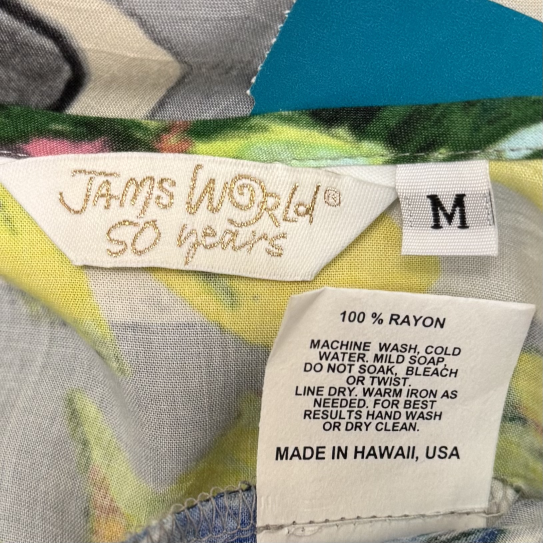 JAMS WORLD®
50 years
M
100 % RAYON
MACHINE WASH, COLD
WATER. MILD SOAP.
DO NOT SOAK, BLEACH
OR TWIST.
LINE DRY. WARM IRON AS
NEEDED. FOR BEST
RESULTS HAND WASH
OR DRY CLEAN.
MADE IN HAWAII, USA